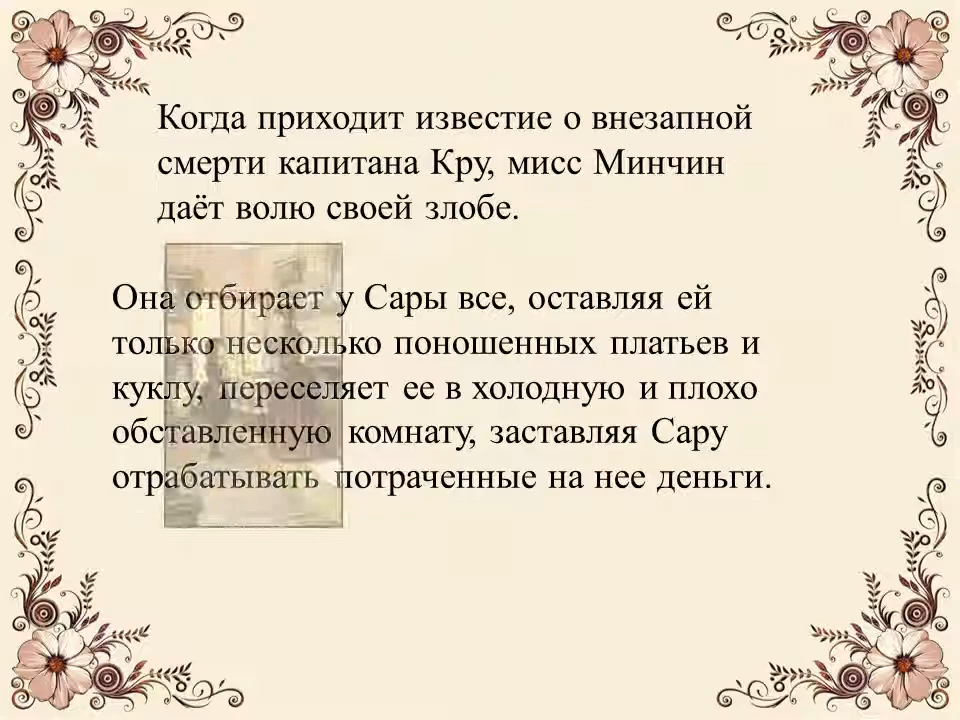 Когда приходит известие о внезапной
смерти капитана Кру, мисс Минчин
даёт волю своей злобе.
Она отбирает у Сары все, оставляя ей
только несколько поношенных платьев и
куклу, переселяет ее в холодную и плохо
обставленную комнату, заставляя Сару
отрабатывать потраченные на нее деньги.